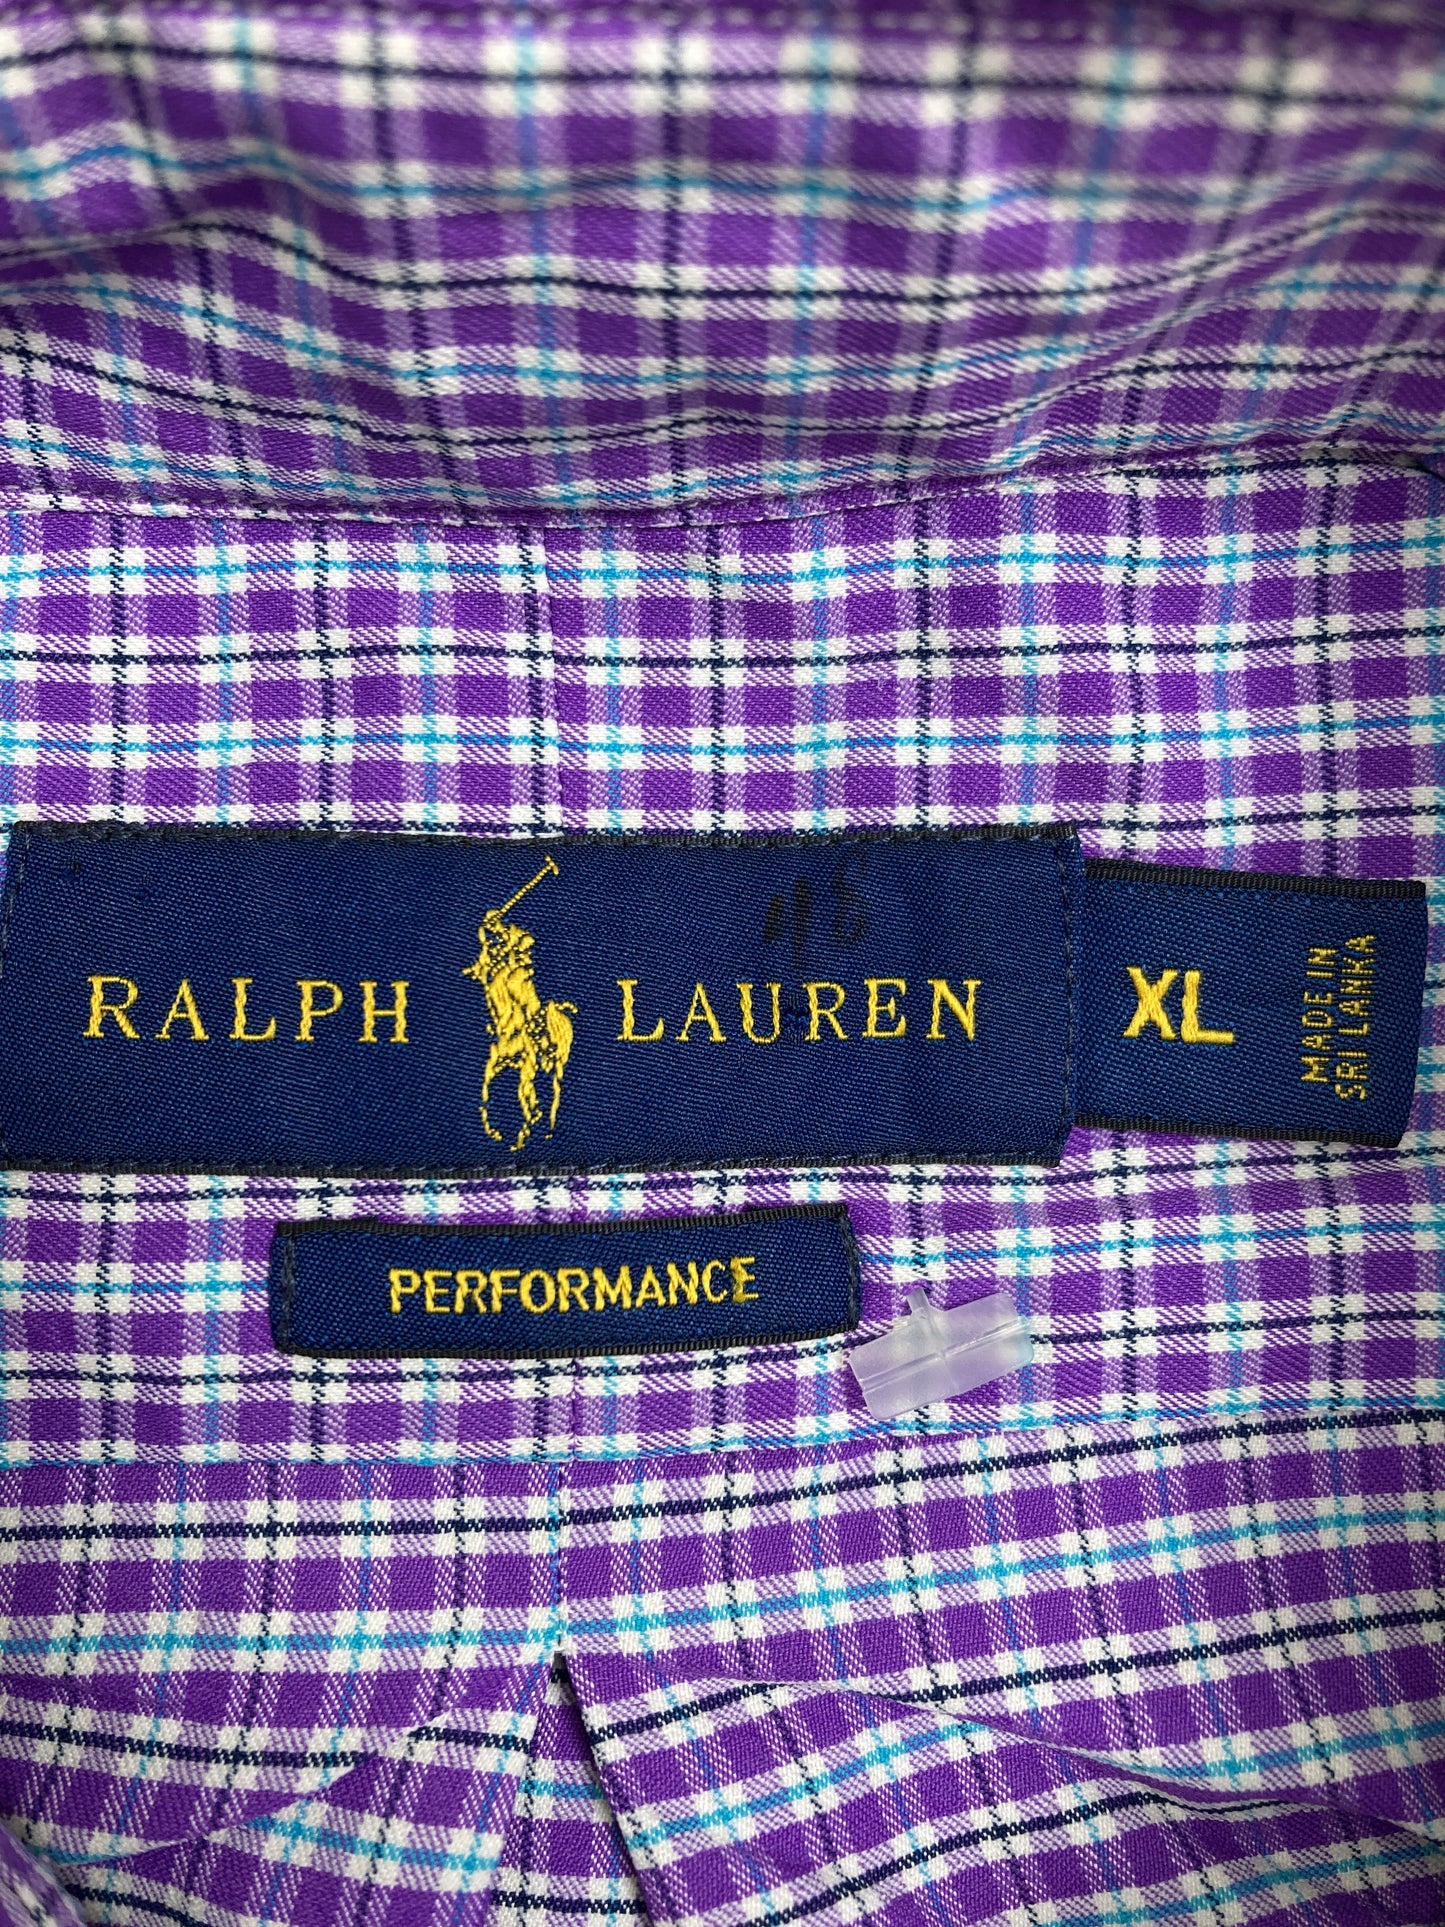 RALPH LAUREN
XL
MADE IN
SRI LANKA
PERFORMANCE